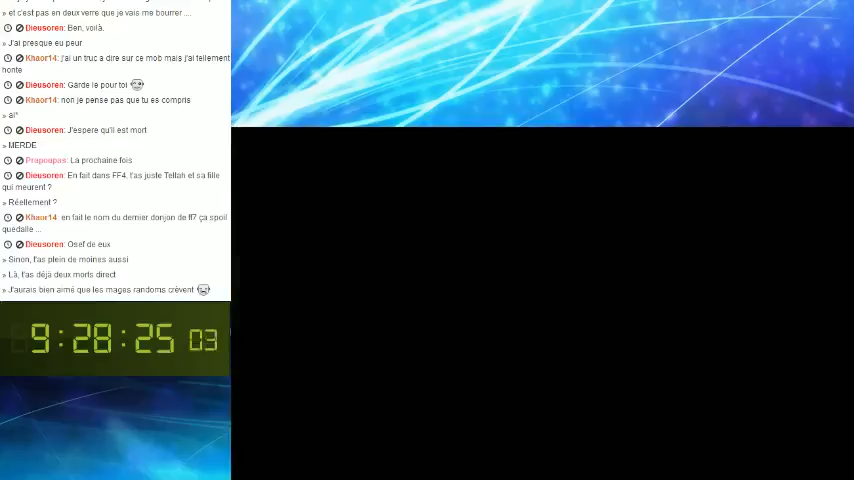 » et c'est pas en deux verre que je vais me bourrer ....
Dieusoren: Ben, voilà.
» J'ai presque eu peur
Khaor14: j'ai un truc a dire sur ce mob mais j'ai tellement
honte
Dieusoren: Garde le pour toi
Khaor14: non je pense pas que tu es compris
» ai*
Dieusoren: J'espere qu'il est mort
» MERDE
Prapoupas: La prochaine fois
Dieusoren: En fait dans FF4, t'as juste Tellah et sa fille
qui meurent ?
» Réellement ?
Khaor14: en fait le nom du dernier donjon de ff7 ça spoil
quedalle ...
Dieusoren: Osef de eux
» Sinon, t'as plein de moines aussi
» Là, t'as déjà deux morts direct
» J'aurais bien aimé que les mages randoms crèvent
9:28:25 03